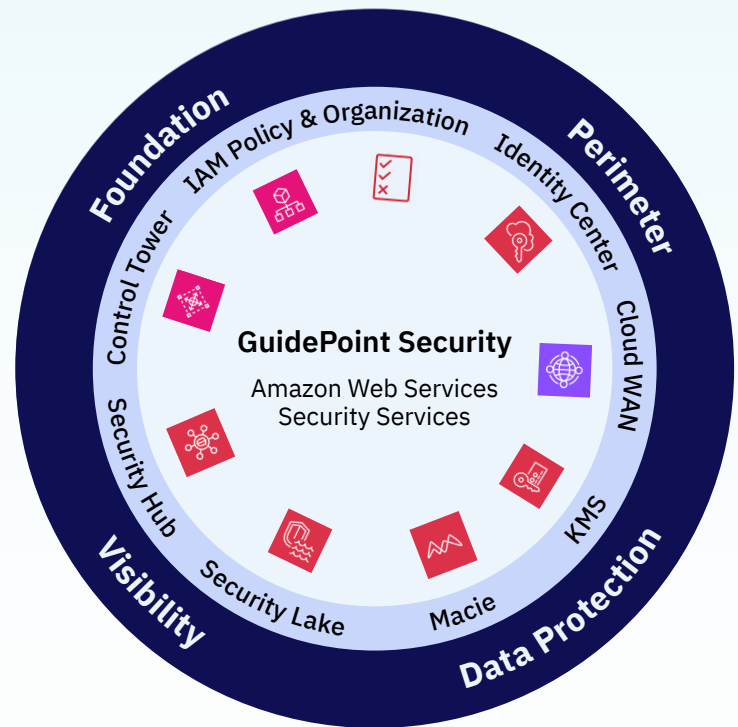 Foundation
Perimeter
IAM Policy & Organization
Identity Center
Control Tower
Cloud WAN
GuidePoint Security
Amazon Web Services
Security Services
Security Hub
KMS
Security Lake
Macie
Visibility
Data Protection